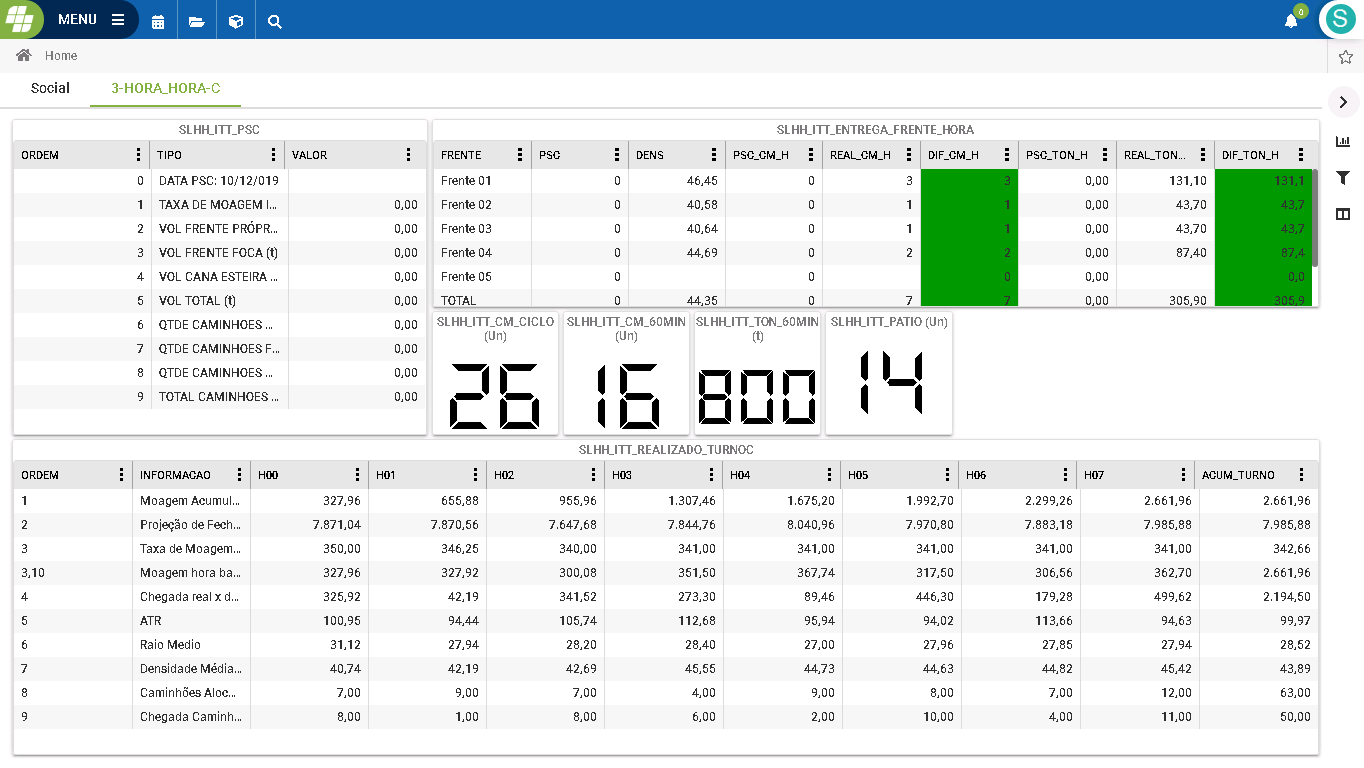 MENU
0
S
Home
Social 3-HORA_HORA-C
SLHH_ITT_PSC
ORDEM TIPO VALOR
0 DATA PSC: 10/12/019
1 TAXA DE MOAGEM I... 0,00
2 VOL FRENTE PRÓPR... 0,00
3 VOL FRENTE FOCA (t) 0,00
4 VOL CANA ESTEIRA ... 0,00
5 VOL TOTAL (t) 0,00
6 QTDE CAMINHOES ... 0,00
7 QTDE CAMINHOES F... 0,00
8 QTDE CAMINHOES ... 0,00
9 TOTAL CAMINHOES ... 0,00
SLHH_ITT_ENTREGA_FRENTE_HORA
FRENTE PSC DENS PSC_CM_H REAL_CM_H DIF_CM_H PSC_TON_H REAL_TON... DIF_TON_H
Frente 01 0 46,45 0 3 3 0,00 131,10 131,1
Frente 02 0 40,58 0 1 1 0,00 43,70 43,7
Frente 03 0 40,64 0 1 1 0,00 43,70 43,7
Frente 04 0 44,69 0 2 2 0,00 87,40 87,4
Frente 05 0 0,0
TOTAL 0 44,35 0 7 7 0,00 305,90 305,9
SLHH_ITT_CM_CICLO
(Un)
26
SLHH_ITT_CM_60MIN
(Un)
16
SLHH_ITT_TON_60MIN
(t)
800
SLHH_ITT_PATIO (Un)
14
SLHH_ITT_REALIZADO_TURNOC
ORDEM INFORMACAO H00 H01 H02 H03 H04 H05 H06 H07 ACUM_TURNO
1 Moagem Acumul... 327,96 655,88 955,96 1.307,46 1.675,20 1.992,70 2.299,26 2.661,96 2.661,96
2 Projeção de Fech... 7.871,04 7.870,56 7.647,68 7.844,76 8.040,96 7.970,80 7.883,18 7.985,88 7.985,88
3 Taxa de Moagem... 350,00 346,25 340,00 341,00 341,00 341,00 341,00 341,00 342,66
3,10 Moagem hora ba... 327,96 327,92 300,08 351,50 367,74 317,50 306,56 362,70 2.661,96
4 Chegada real x d... 325,92 42,19 341,52 273,30 89,46 446,30 179,28 499,62 2.194,50
5 ATR 100,95 94,44 105,74 112,68 95,94 94,02 113,66 94,63 99,97
6 Raio Medio 31,12 27,94 28,20 28,40 27,00 27,96 27,85 27,94 28,52
7 Densidade Média... 40,74 42,19 42,69 45,55 44,73 44,63 44,82 45,42 43,89
8 Caminhões Aloc... 7,00 9,00 7,00 4,00 9,00 8,00 7,00 12,00 63,00
9 Chegada Caminh... 8,00 1,00 8,00 6,00 2,00 10,00 4,00 11,00 50,00